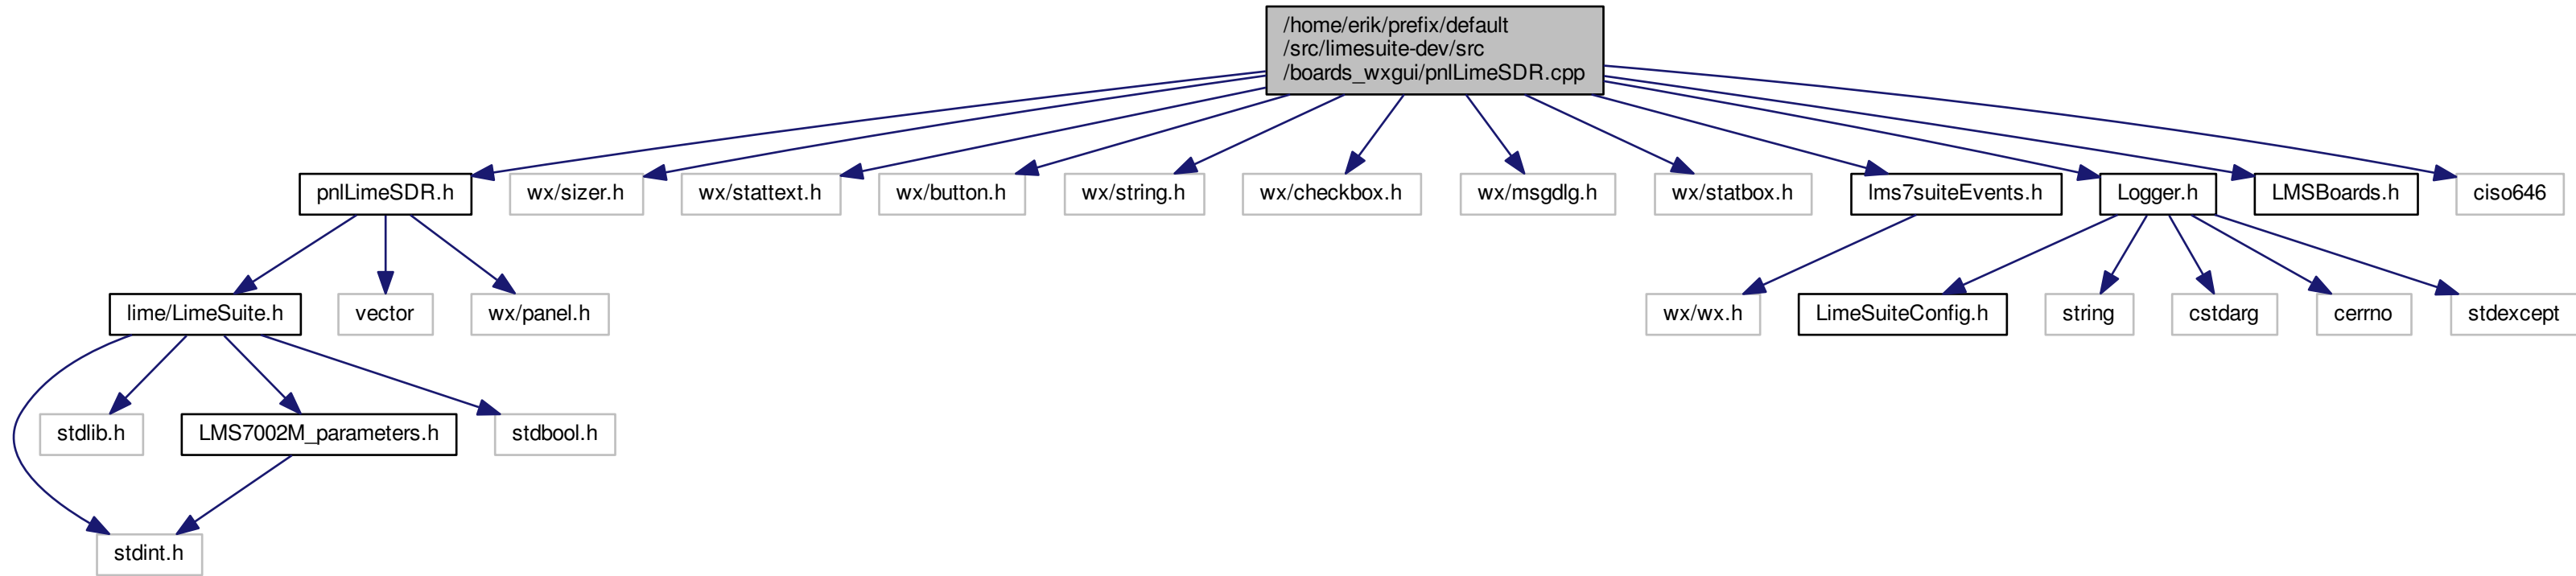 /home/erik/prefix/default
/src/limesuite-dev/src
/boards_wxgui/pnlLimeSDR.cpp
pnlLimeSDR.h
wx/sizer.h
wx/stattext.h
wx/button.h
wx/string.h
wx/checkbox.h
wx/msgdlg.h
wx/statbox.h
lms7suiteEvents.h
Logger.h
LMSBoards.h
ciso646
lime/LimeSuite.h
vector
wx/panel.h
wx/wx.h
LimeSuiteConfig.h
string
cstdarg
cerrno
stdexcept
stdlib.h
LMS7002M_parameters.h
stdbool.h
stdint.h